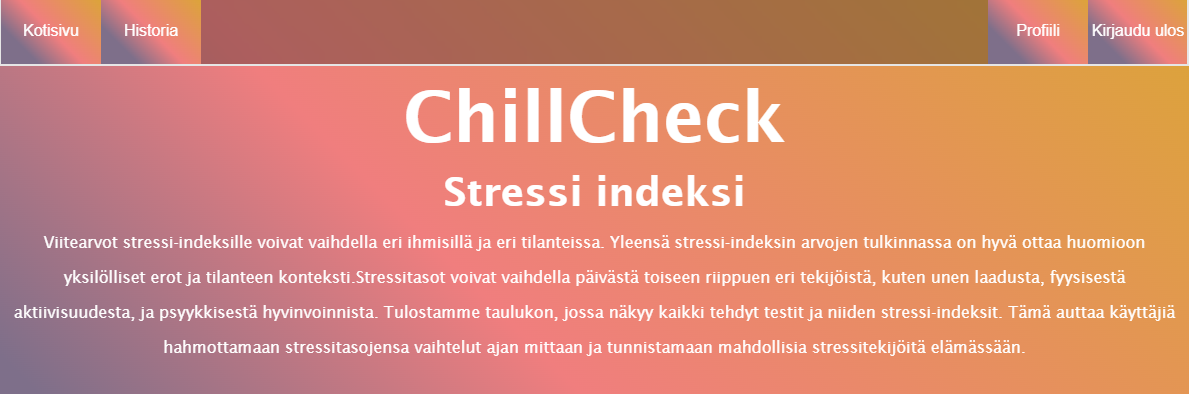 Kotisivu Historia Profiili Kirjaudu ulos
ChillCheck
Stressi indeksi
Viitearvot stressi-indeksille voivat vaihdella eri ihmisillä ja eri tilanteissa. Yleensä stressi-indeksin arvojen tulkinnassa on hyvä ottaa huomioon
yksilölliset erot ja tilanteen konteksti.Stressitasot voivat vaihdella päivästä toiseen riippuen eri tekijöistä, kuten unen laadusta, fyysisestä
aktiivisuudesta, ja psyykkisestä hyvinvoinnista. Tulostamme taulukon, jossa näkyy kaikki tehdyt testit ja niiden stressi-indeksit. Tämä auttaa käyttäjiä
hahmottamaan stressitasojensa vaihtelut ajan mittaan ja tunnistamaan mahdollisia stressitekijöitä elämässään.